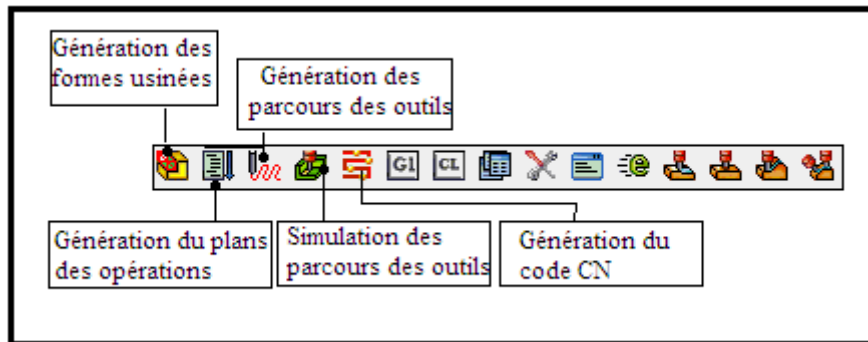 Génération des
formes usinées
Génération des
parcours des outils
G1
CL
Génération du plans
des opérations
Simulation des
parcours des outils
Génération du
code CN